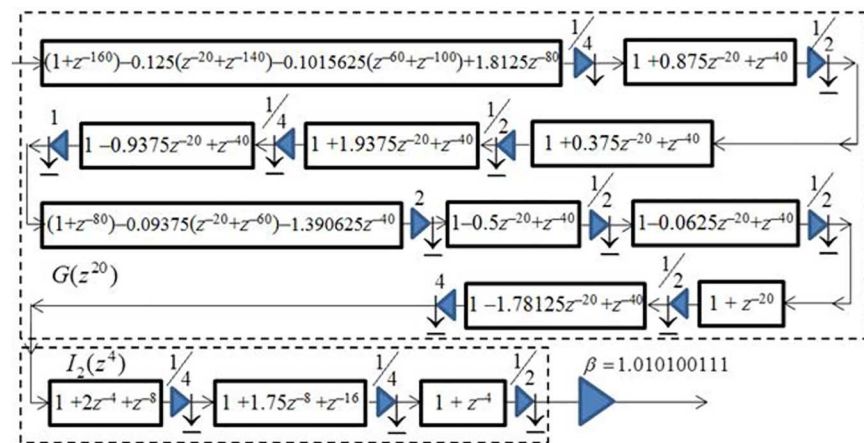 (1+z⁻¹⁶⁰)–0.125(z⁻²⁰+z⁻¹⁴⁰)–0.1015625(z⁻⁶⁰+z⁻¹⁰⁰)+1.8125z⁻⁸⁰ 1/4 1 +0.875z⁻²⁰ +z⁻⁴⁰ 1/2
1 1 –0.9375z⁻²⁰ +z⁻⁴⁰ 1/4 1 +1.9375z⁻²⁰+z⁻⁴⁰ 1/2 1 +0.375z⁻²⁰ +z⁻⁴⁰
(1+z⁻⁸⁰)–0.09375(z⁻²⁰+z⁻⁶⁰)–1.390625z⁻⁴⁰ 2 1–0.5z⁻²⁰+z⁻⁴⁰ 1/2 1–0.0625z⁻²⁰+z⁻⁴⁰ 1/2
G(z²⁰) 4 1 –1.78125z⁻²⁰ +z⁻⁴⁰ 1/2 1 + z⁻²⁰
I₂(z⁴)
1 +2z⁻⁴ +z⁻⁸ 1/4 1 +1.75z⁻⁸ +z⁻¹⁶ 1/4 1 + z⁻⁴ 1/2 β = 1.010100111